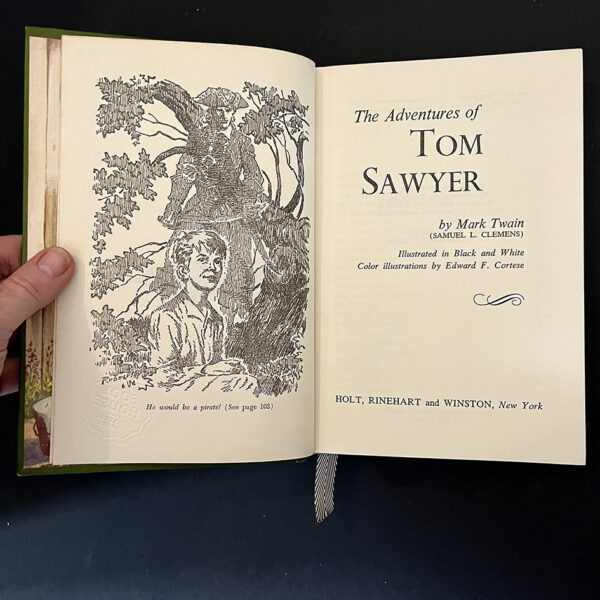 He would be a pirate! (See page 102)
The Adventures of
TOM
SAWYER
by Mark Twain
(SAMUEL L. CLEMENS)
Illustrated in Black and White
Color illustrations by Edward F. Cortese
HOLT, RINEHART and WINSTON, New York